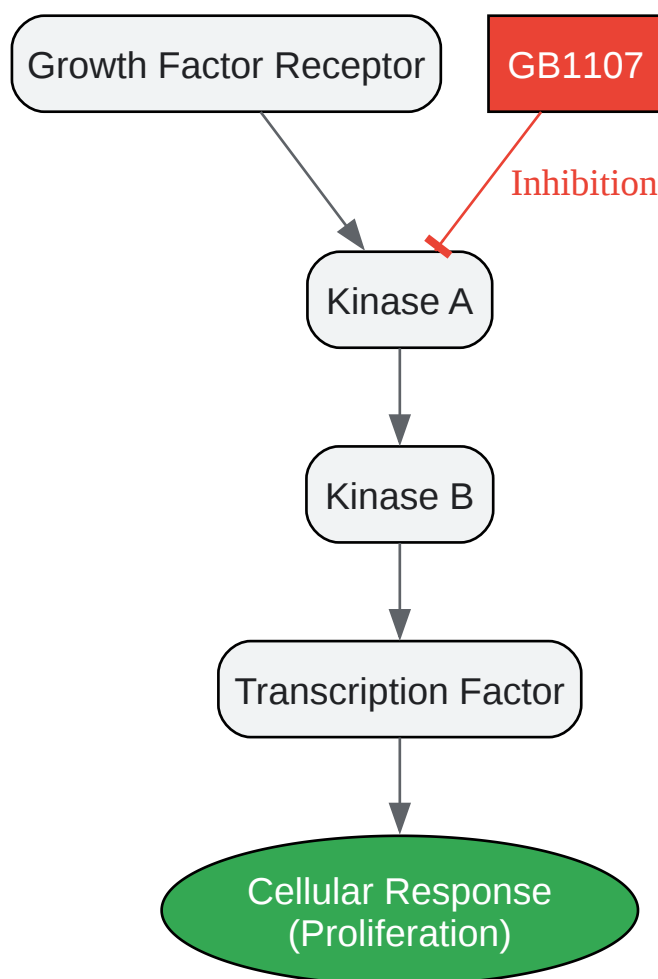 Growth Factor Receptor
GB1107
Inhibition
Kinase A
Kinase B
Transcription Factor
Cellular Response
(Proliferation)